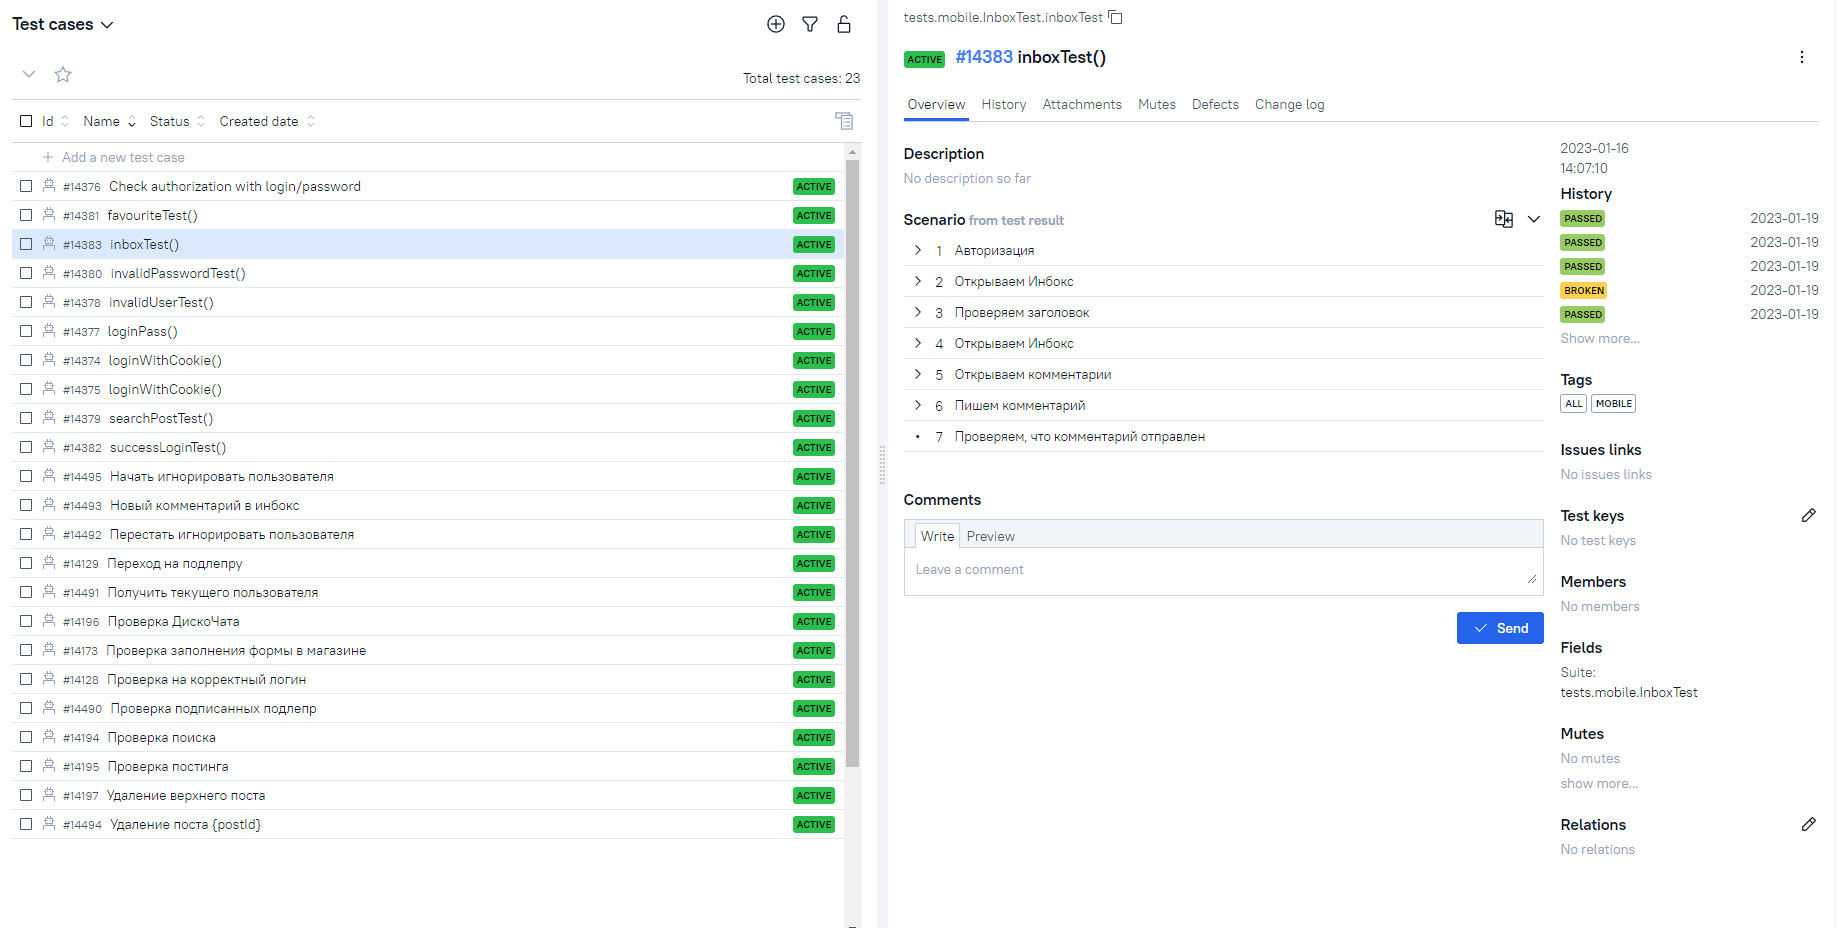 Test cases
Total test cases: 23
Id Name Status Created date
Add a new test case
#14376 Check authorization with login/password ACTIVE
#14381 favouriteTest() ACTIVE
#14383 inboxTest() ACTIVE
#14380 invalidPasswordTest() ACTIVE
#14378 invalidUserTest() ACTIVE
#14377 loginPass() ACTIVE
#14374 loginWithCookie() ACTIVE
#14375 loginWithCookie() ACTIVE
#14379 searchPostTest() ACTIVE
#14382 successLoginTest() ACTIVE
#14495 Начать игнорировать пользователя ACTIVE
#14493 Новый комментарий в инбокс ACTIVE
#14492 Перестать игнорировать пользователя ACTIVE
#14129 Переход на подлепру ACTIVE
#14491 Получить текущего пользователя ACTIVE
#14196 Проверка ДискоЧата ACTIVE
#14173 Проверка заполнения формы в магазине ACTIVE
#14128 Проверка на корректный логин ACTIVE
#14490 Проверка подписанных подлепр ACTIVE
#14194 Проверка поиска ACTIVE
#14195 Проверка постинга ACTIVE
#14197 Удаление верхнего поста ACTIVE
#14494 Удаление поста {postId} ACTIVE
tests.mobile.InboxTest.inboxTest
ACTIVE #14383 inboxTest()
Overview History Attachments Mutes Defects Change log
Description
No description so far
Scenario from test result
1 Авторизация
2 Открываем Инбокс
3 Проверяем заголовок
4 Открываем Инбокс
5 Открываем комментарии
6 Пишем комментарий
7 Проверяем, что комментарий отправлен
Comments
Write Preview
Leave a comment
Send
2023-01-16
14:07:10
History
PASSED 2023-01-19
PASSED 2023-01-19
PASSED 2023-01-19
BROKEN 2023-01-19
PASSED 2023-01-19
Show more...
Tags
ALL MOBILE
Issues links
No issues links
Test keys
No test keys
Members
No members
Fields
Suite:
tests.mobile.InboxTest
Mutes
No mutes
show more...
Relations
No relations